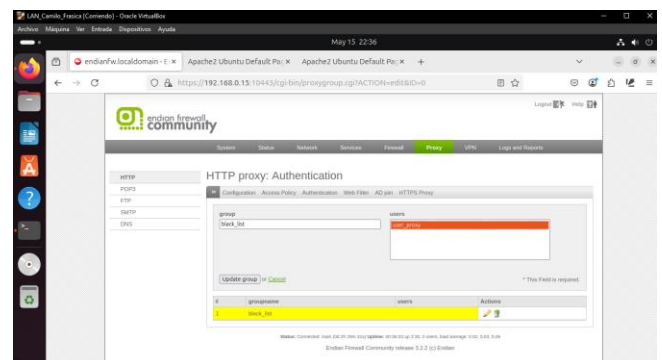 LAN_Camilo_Frasica [Corriendo] - Oracle VirtualBox
Archivo Máquina Ver Entrada Dispositivos Ayuda
May 15 22:36
endianfw.localdomain - E
Apache2 Ubuntu Default Pa
Apache2 Ubuntu Default Pa
https://192.168.0.15:10443/cgi-bin/proxygroup.cgi?ACTION=edit&ID=0
endian firewall
community
Logout Help
System Status Network Services Firewall Proxy VPN Logs and Reports
HTTP
POP3
FTP
SMTP
DNS
HTTP proxy: Authentication
Configuration Access Policy Authentication Web Filter AD join HTTPS Proxy
group users
black_list user_proxy
Update group or Cancel * This Field is required.
# groupname users Actions
1 black_list
Endian Firewall Community release 3.3.2 (c) Endian